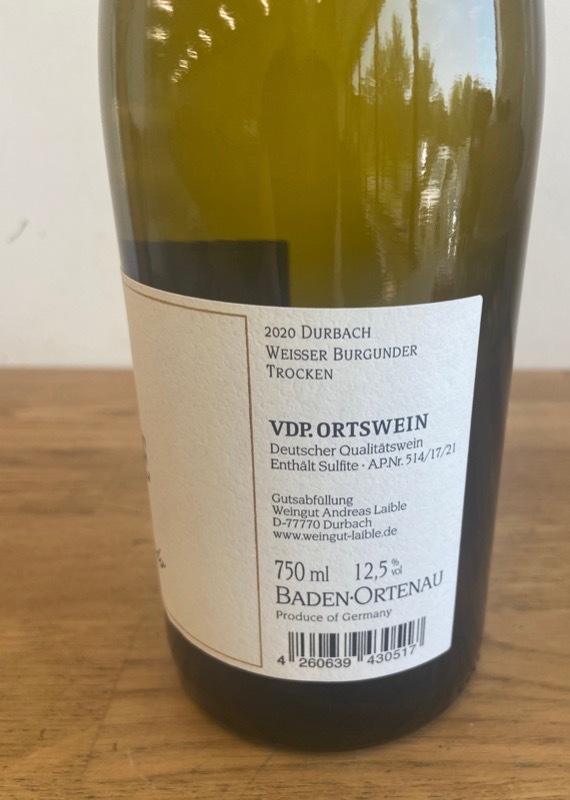 2020 Durbach
Weisser Burgunder
Trocken
VDP.ORTSWEIN
Deutscher Qualitätswein
Enthält Sulfite · A.P.Nr. 514/17/21
Gutsabfüllung
Weingut Andreas Laible
D-77770 Durbach
www.weingut-laible.de
750 ml 12,5 % vol
Baden·Ortenau
Produce of Germany
4 260639 430517